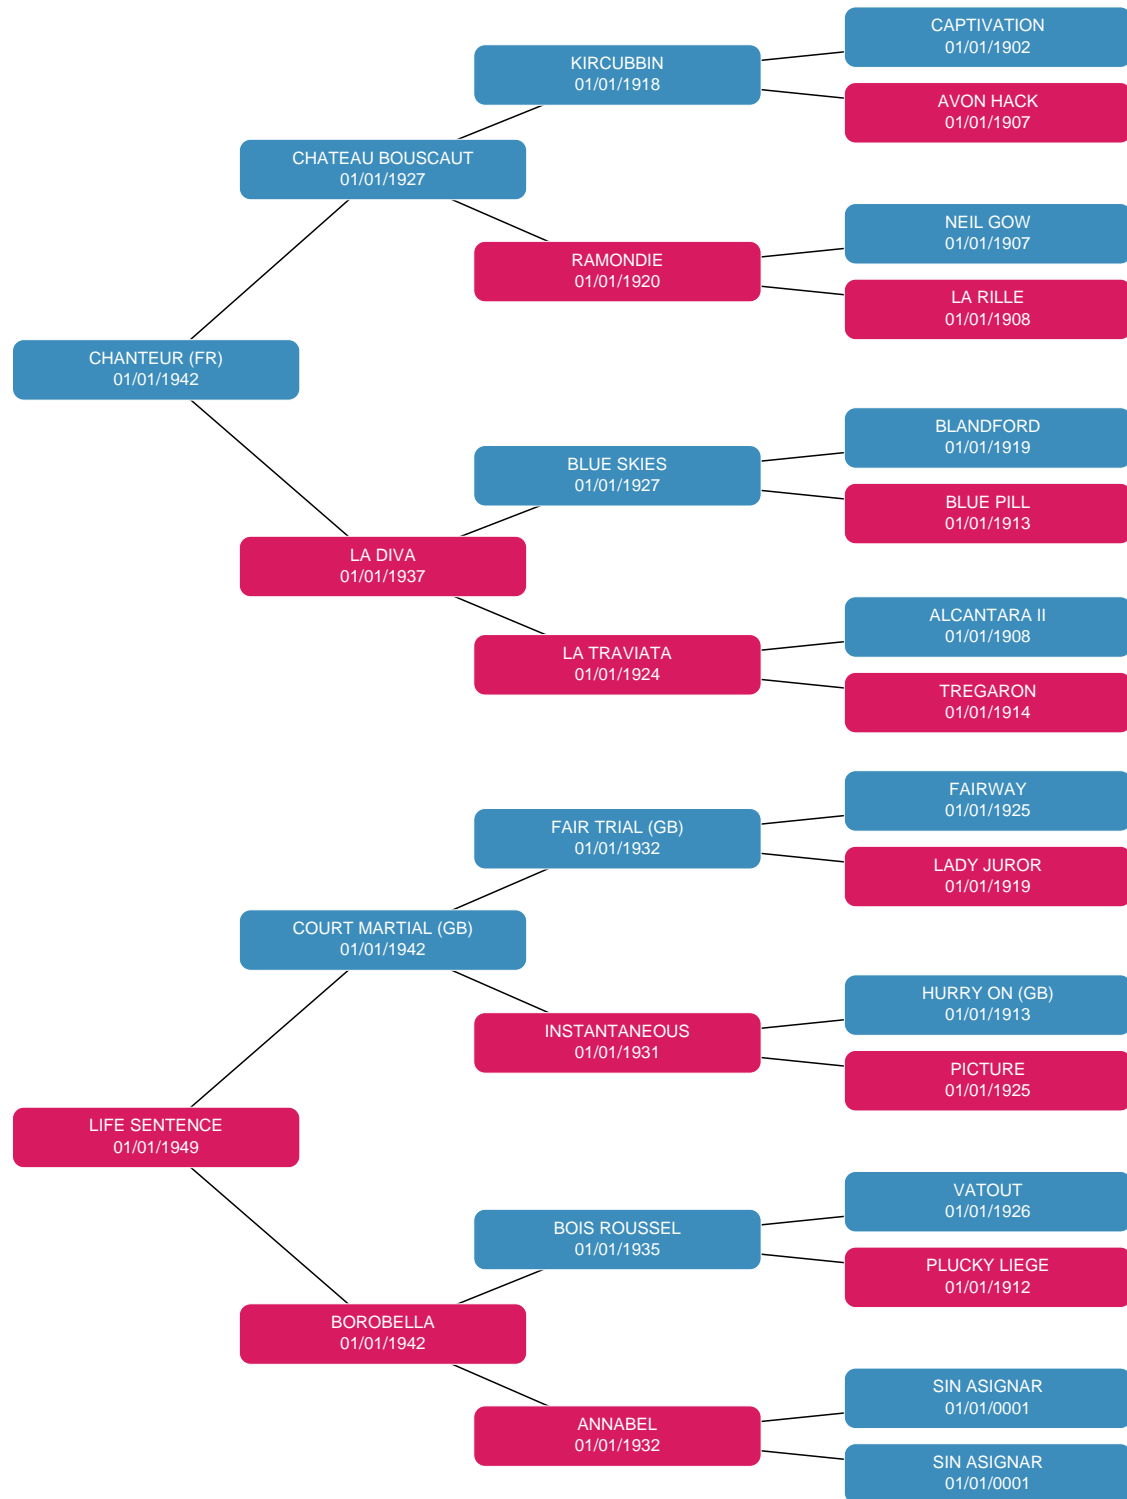 CAPTIVATION
01/01/1902
KIRCUBBIN
01/01/1918
AVON HACK
01/01/1907
CHATEAU BOUSCAUT
01/01/1927
NEIL GOW
01/01/1907
RAMONDIE
01/01/1920
LA RILLE
01/01/1908
CHANTEUR (FR)
01/01/1942
BLANDFORD
01/01/1919
BLUE SKIES
01/01/1927
BLUE PILL
01/01/1913
LA DIVA
01/01/1937
ALCANTARA II
01/01/1908
LA TRAVIATA
01/01/1924
TREGARON
01/01/1914
FAIRWAY
01/01/1925
FAIR TRIAL (GB)
01/01/1932
LADY JUROR
01/01/1919
COURT MARTIAL (GB)
01/01/1942
HURRY ON (GB)
01/01/1913
INSTANTANEOUS
01/01/1931
PICTURE
01/01/1925
LIFE SENTENCE
01/01/1949
VATOUT
01/01/1926
BOIS ROUSSEL
01/01/1935
PLUCKY LIEGE
01/01/1912
BOROBELLA
01/01/1942
SIN ASIGNAR
01/01/0001
ANNABEL
01/01/1932
SIN ASIGNAR
01/01/0001